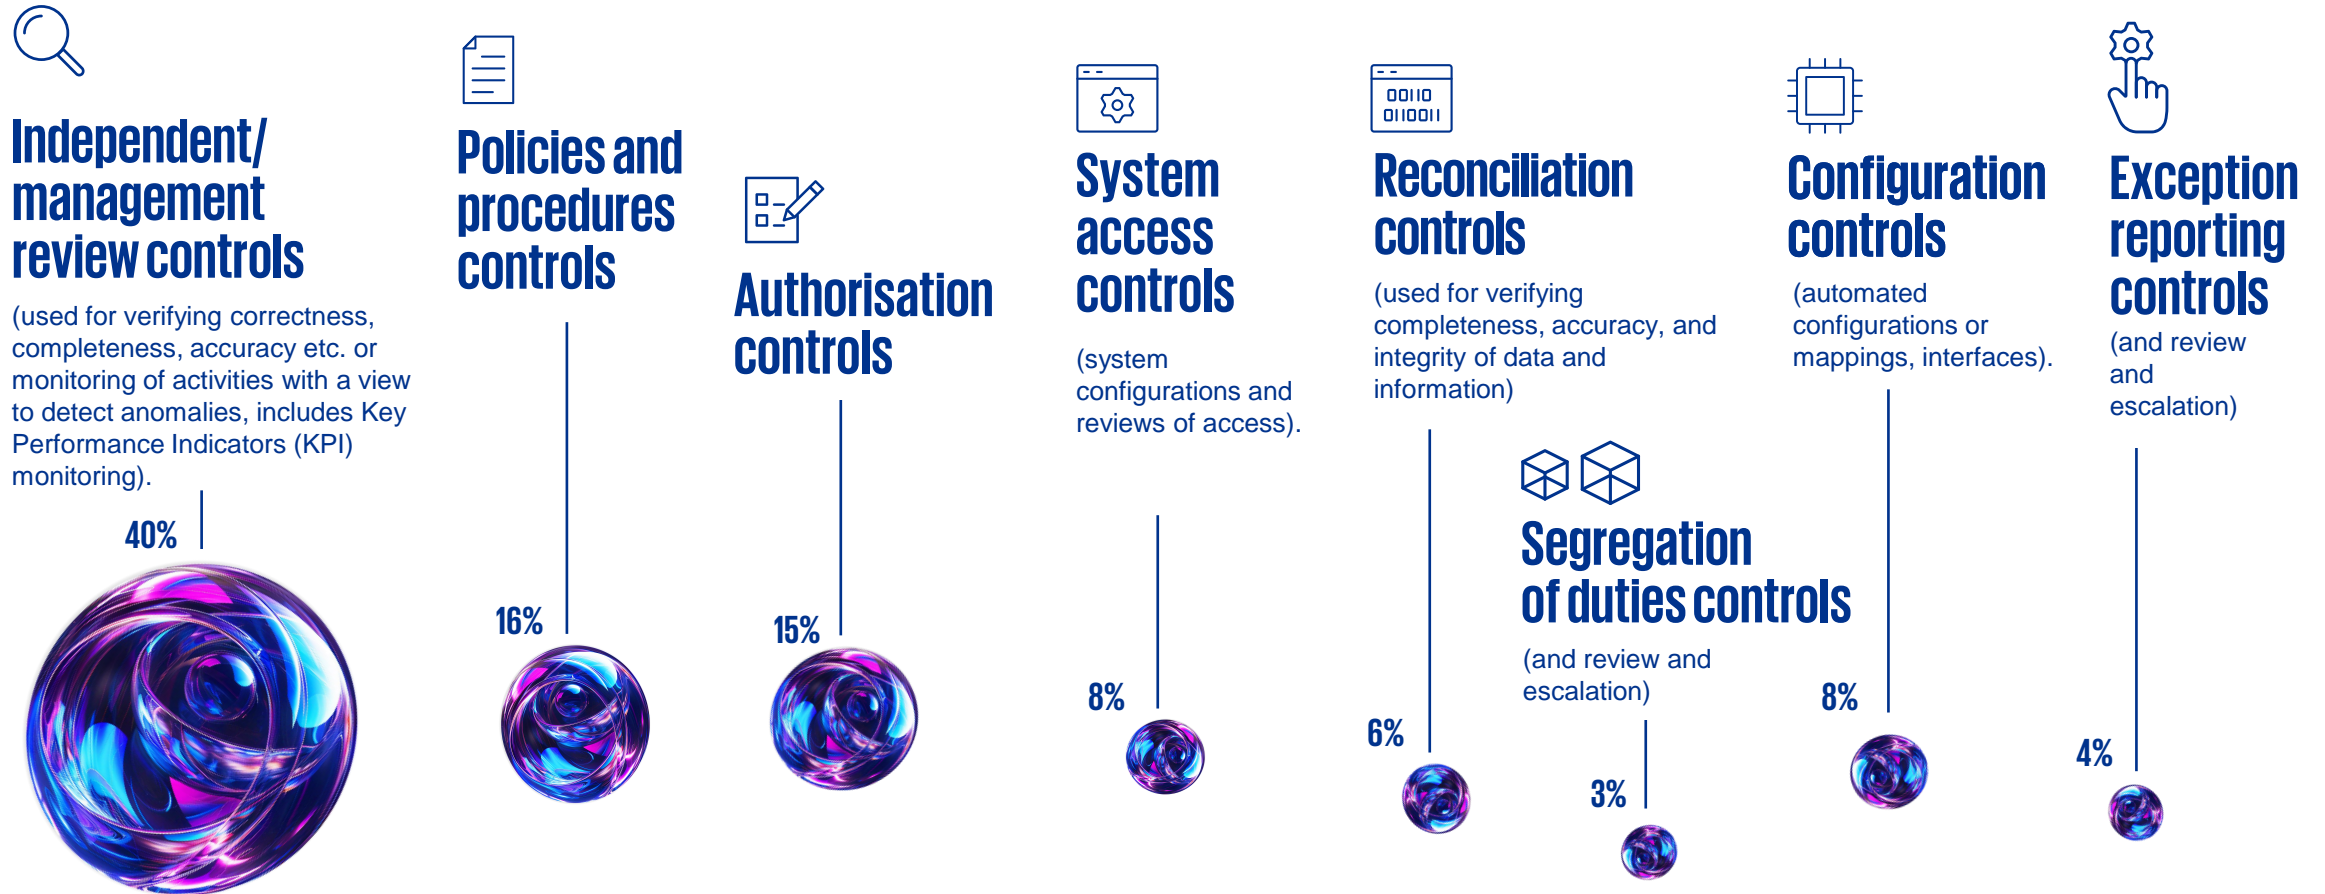 Independent/
management
review controls
(used for verifying correctness,
completeness, accuracy etc. or
monitoring of activities with a view
to detect anomalies, includes Key
Performance Indicators (KPI)
monitoring).
40%
Policies and
procedures
controls
16%
Authorisation
controls
15%
System
access
controls
(system
configurations and
reviews of access).
8%
00110
0110011
Reconciliation
controls
(used for verifying
completeness, accuracy, and
integrity of data and
information)
6%
Segregation
of duties controls
(and review and
escalation)
3%
Configuration
controls
(automated
configurations or
mappings, interfaces).
8%
Exception
reporting
controls
(and review
and
escalation)
4%